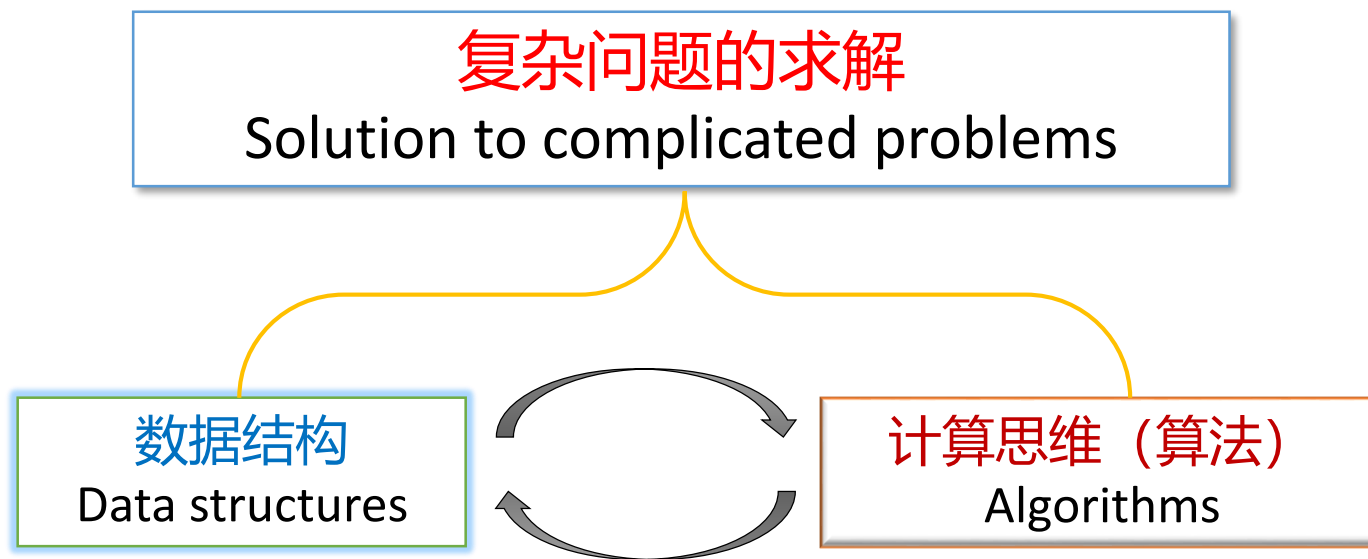 复杂问题的求解
Solution to complicated problems
数据结构
Data structures
计算思维（算法）
Algorithms